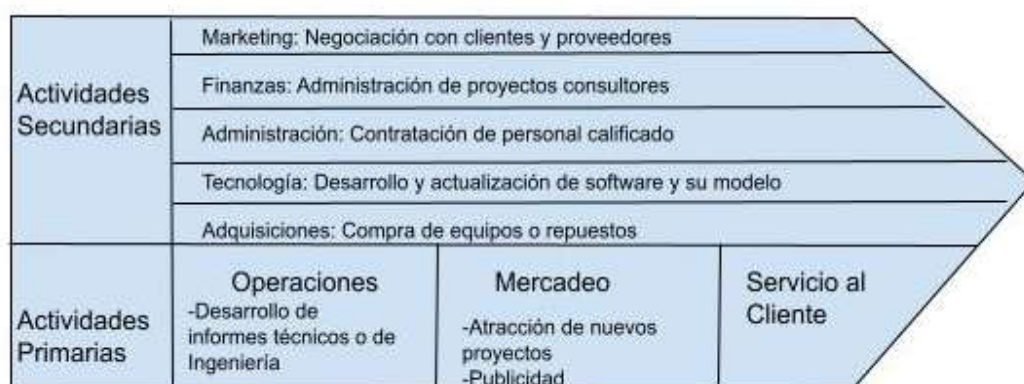 Actividades
Secundarias
Marketing: Negociación con clientes y proveedores
Finanzas: Administración de proyectos consultores
Administración: Contratación de personal calificado
Tecnología: Desarrollo y actualización de software y su modelo
Adquisiciones: Compra de equipos o repuestos
Actividades
Primarias
Operaciones
-Desarrollo de
informes técnicos o de
Ingeniería
Mercadeo
-Atracción de nuevos
proyectos
-Publicidad
Servicio al
Cliente